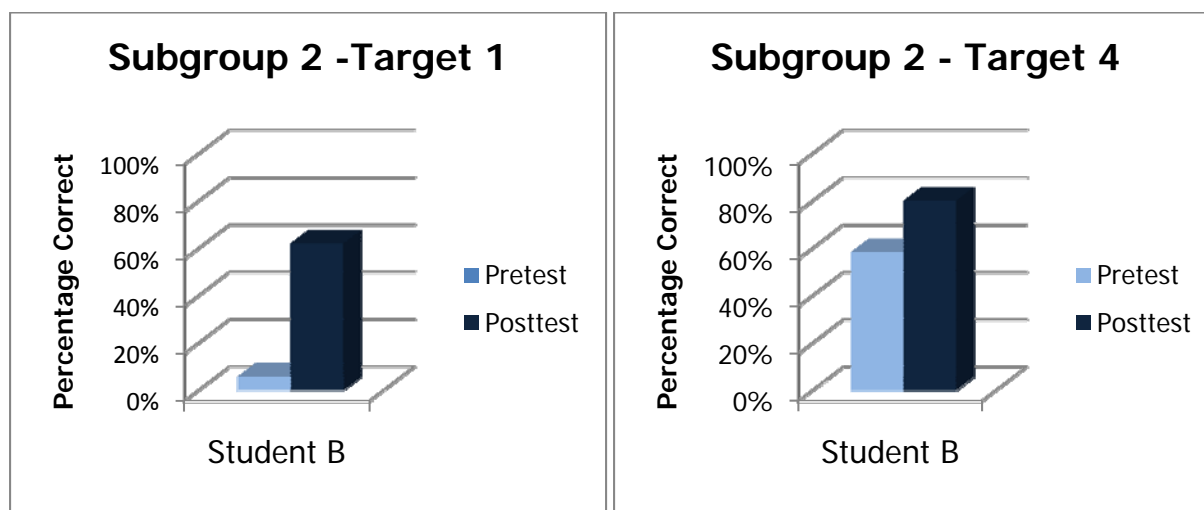 Subgroup 2 -Target 1
Percentage Correct
100%
80%
60%
40%
20%
0%
Pretest
Posttest
Student B
Subgroup 2 - Target 4
Percentage Correct
100%
80%
60%
40%
20%
0%
Pretest
Posttest
Student B